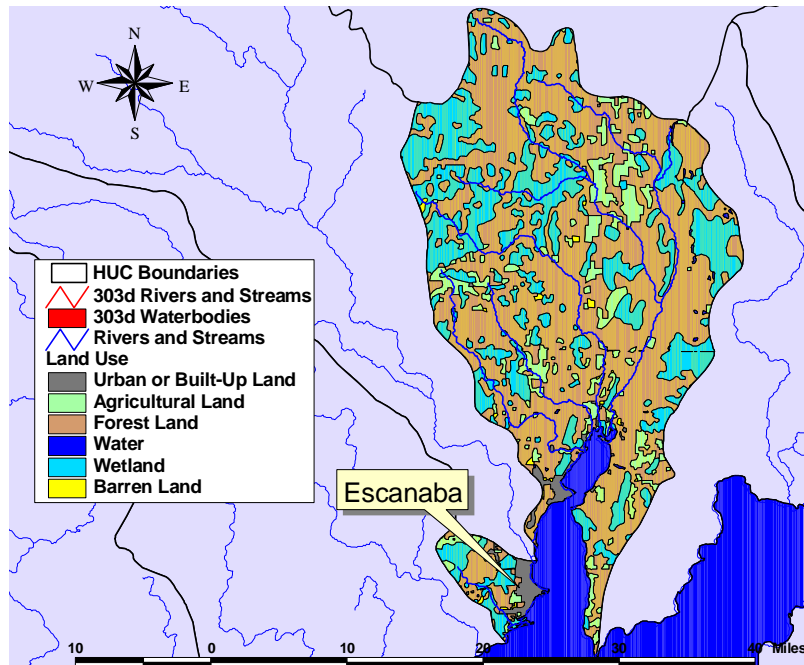 N
W E
S
HUC Boundaries
303d Rivers and Streams
303d Waterbodies
Rivers and Streams
Land Use
Urban or Built-Up Land
Agricultural Land
Forest Land
Water
Wetland
Barren Land
Escanaba
10 0 10 20 30 40 Miles